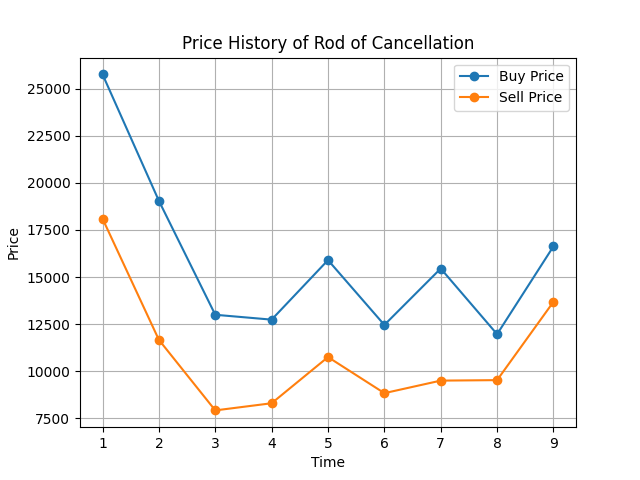 Price History of Rod of Cancellation
Buy Price
Sell Price
Price
25000
22500
20000
17500
15000
12500
10000
7500
1 2 3 4 5 6 7 8 9
Time